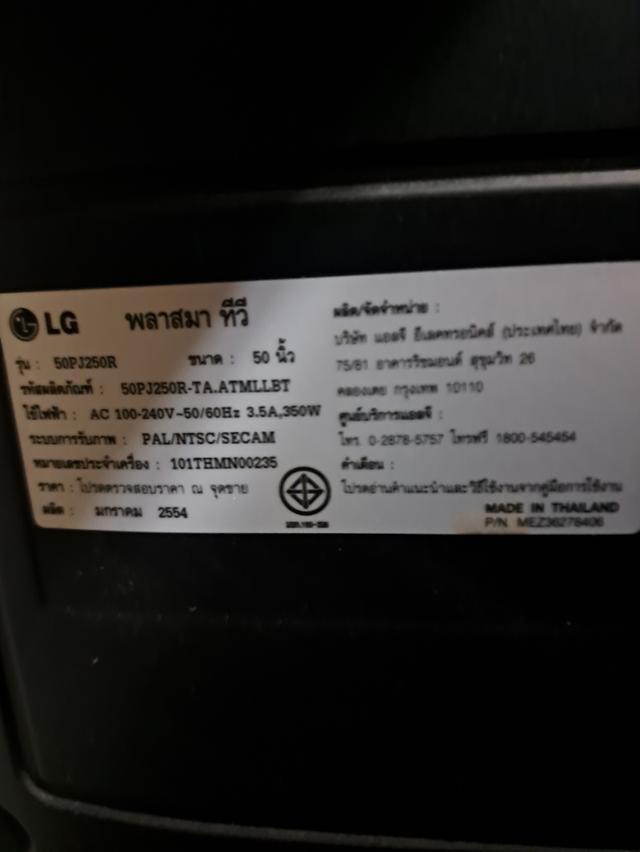 LG พลาสมา ทีวี
รุ่น : 50PJ250R ขนาด : 50 นิ้ว
รหัสผลิตภัณฑ์ : 50PJ250R-TA.ATMLLBT
ใช้ไฟฟ้า : AC 100-240V~50/60Hz 3.5A,350W
ระบบการรับภาพ : PAL/NTSC/SECAM
หมายเลขประจำเครื่อง : 101THMN00235
ราคา : โปรดตรวจสอบราคา ณ จุดขาย
ผลิต : มกราคม 2554
ผลิต/จัดจำหน่าย :
บริษัท แอลจี อีเลคทรอนิคส์ (ประเทศไทย) จำกัด
75/81 อาคารริชมอนด์ สุขุมวิท 26
คลองเตย กรุงเทพ 10110
ศูนย์บริการแอลจี :
โทร. 0-2878-5757 โทรฟรี 1800-545454
คำเตือน :
โปรดอ่านคำแนะนำและวิธีใช้งานจากคู่มือการใช้งาน
MADE IN THAILAND
P/N. MEZ36278406